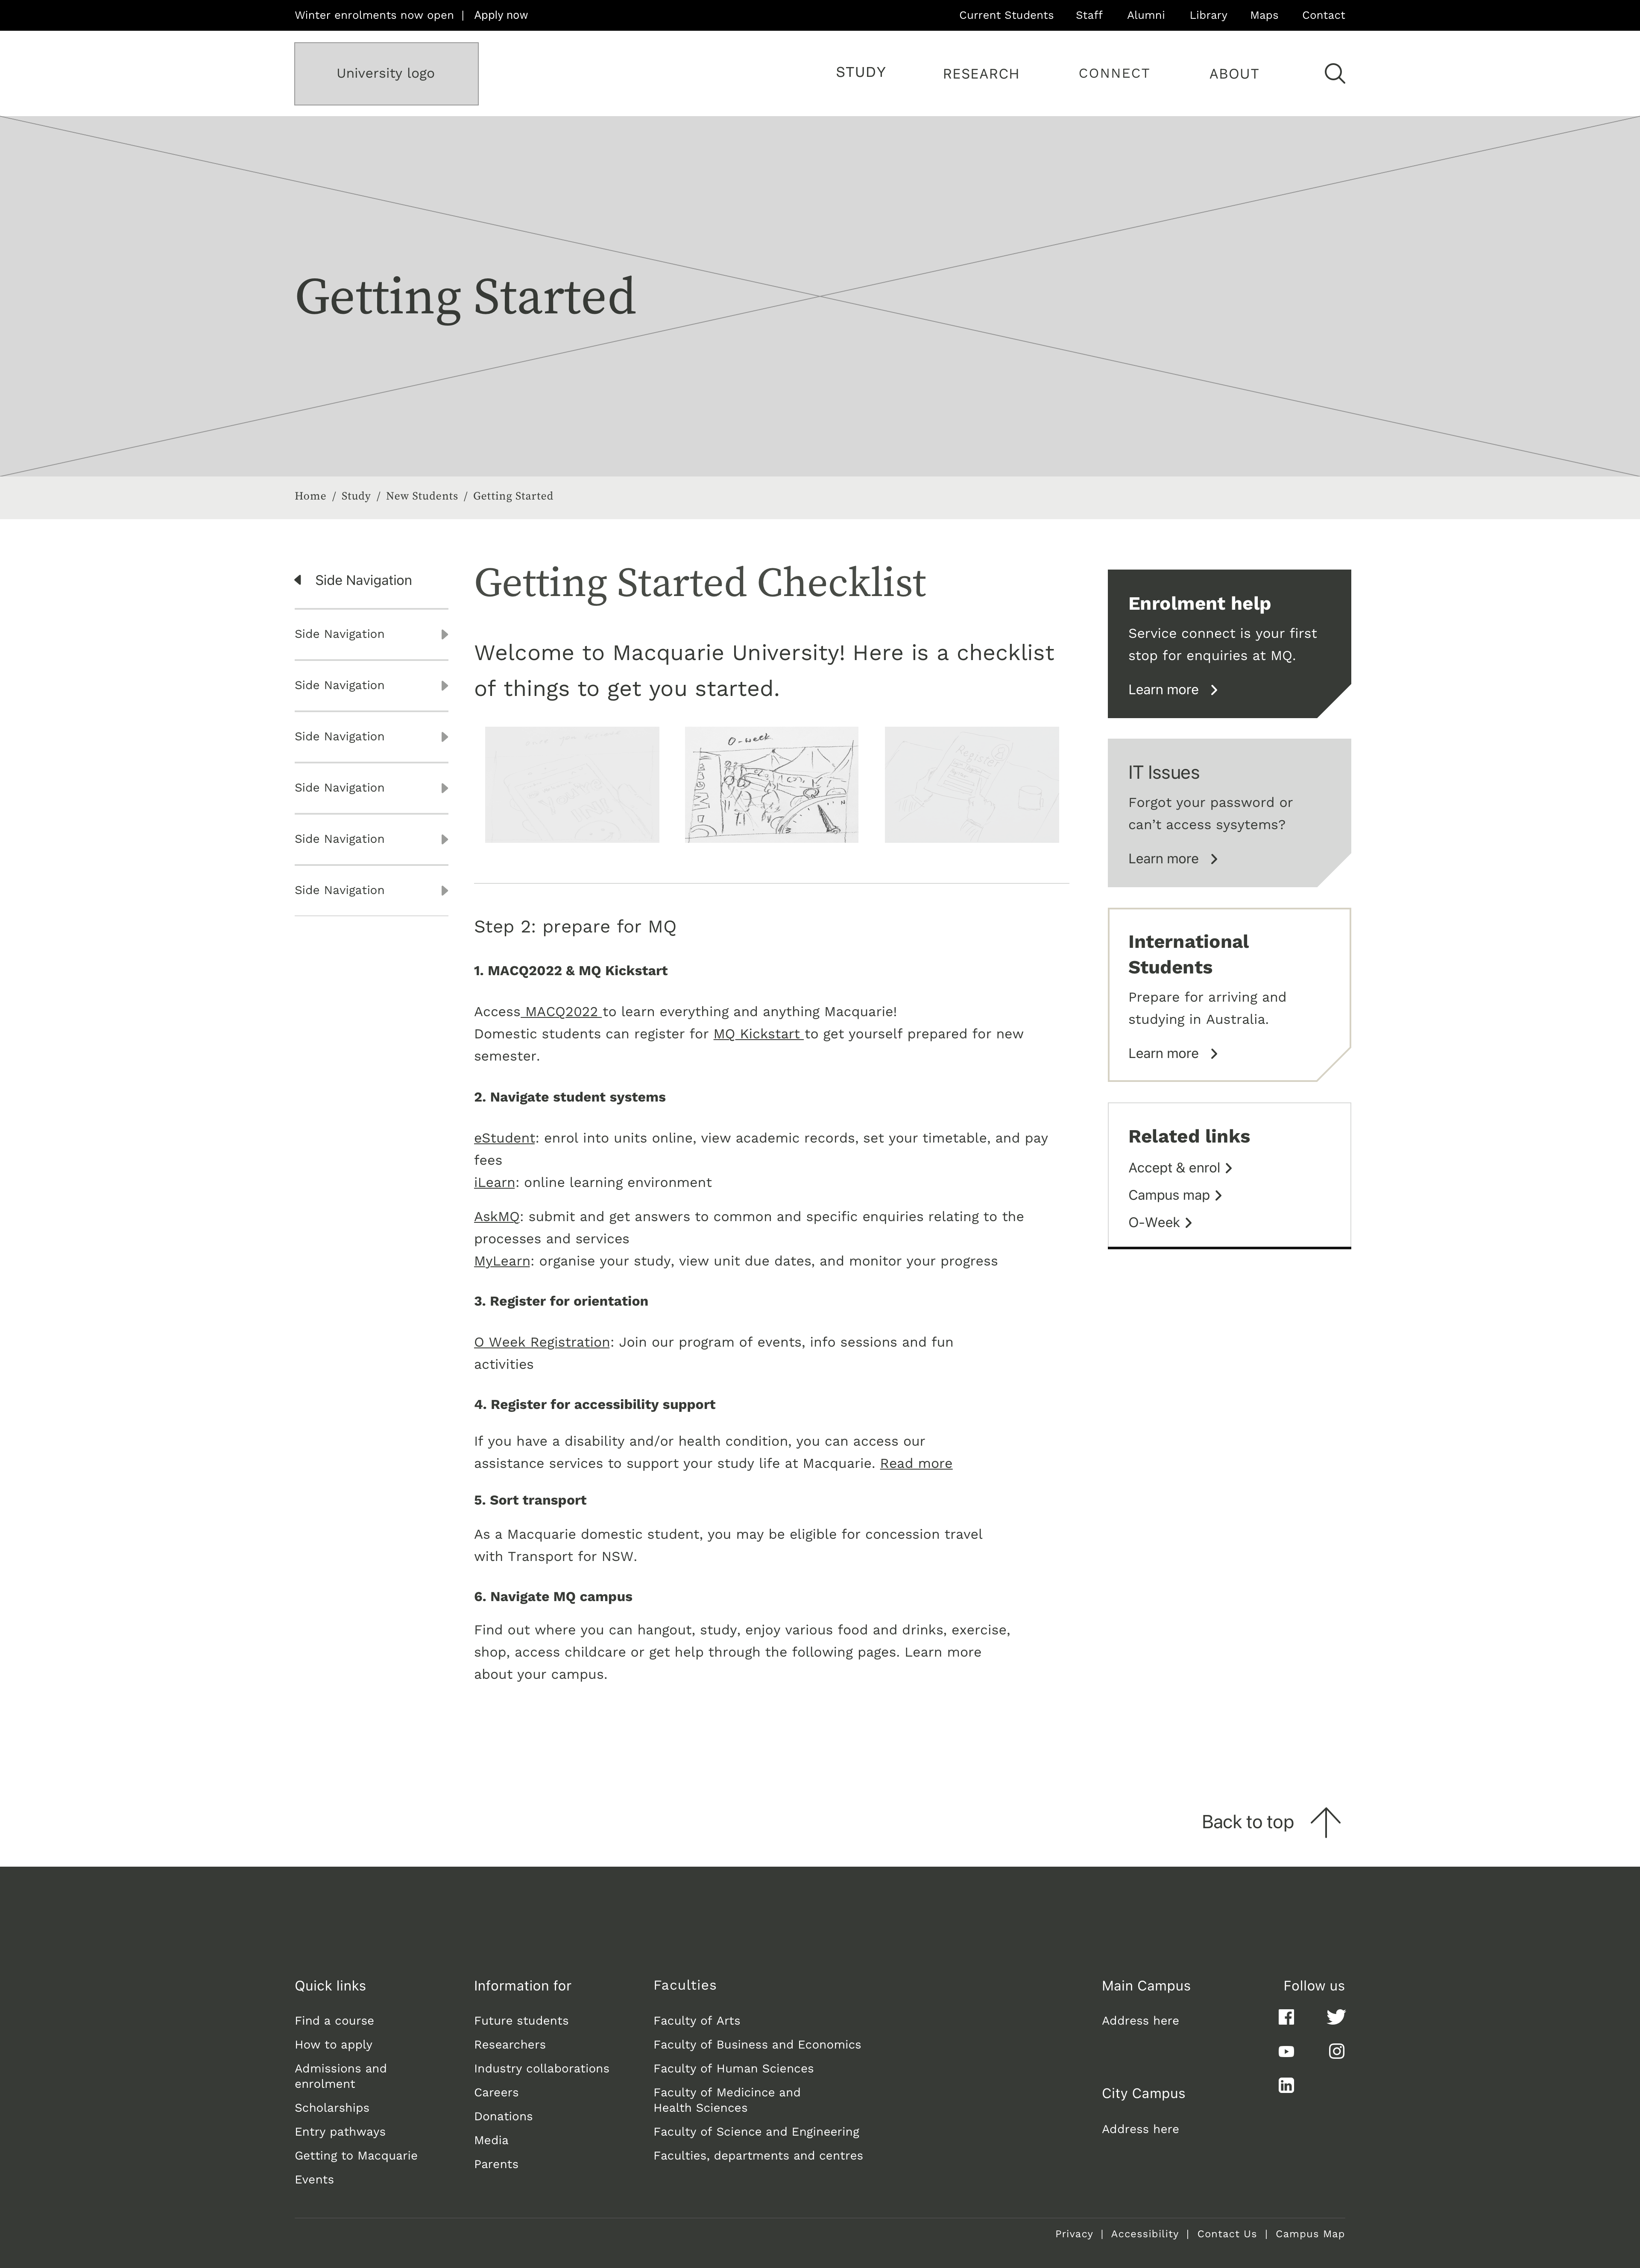 Winter enrolments now open | Apply now
Current Students Staff Alumni Library Maps Contact
University logo
STUDY RESEARCH CONNECT ABOUT
Getting Started
Home / Study / New Students / Getting Started
Side Navigation
Side Navigation
Side Navigation
Side Navigation
Side Navigation
Side Navigation
Side Navigation
Getting Started Checklist
Welcome to Macquarie University! Here is a checklist
of things to get you started.
O-week
Step 2: prepare for MQ
1. MACQ2022 & MQ Kickstart
Access MACQ2022 to learn everything and anything Macquarie!
Domestic students can register for MQ Kickstart to get yourself prepared for new
semester.
2. Navigate student systems
eStudent: enrol into units online, view academic records, set your timetable, and pay
fees
iLearn: online learning environment
AskMQ: submit and get answers to common and specific enquiries relating to the
processes and services
MyLearn: organise your study, view unit due dates, and monitor your progress
3. Register for orientation
O Week Registration: Join our program of events, info sessions and fun
activities
4. Register for accessibility support
If you have a disability and/or health condition, you can access our
assistance services to support your study life at Macquarie. Read more
5. Sort transport
As a Macquarie domestic student, you may be eligible for concession travel
with Transport for NSW.
6. Navigate MQ campus
Find out where you can hangout, study, enjoy various food and drinks, exercise,
shop, access childcare or get help through the following pages. Learn more
about your campus.
Enrolment help
Service connect is your first
stop for enquiries at MQ.
Learn more
IT Issues
Forgot your password or
can't access sysytems?
Learn more
International
Students
Prepare for arriving and
studying in Australia.
Learn more
Related links
Accept & enrol
Campus map
O-Week
Back to top
Quick links
Find a course
How to apply
Admissions and
enrolment
Scholarships
Entry pathways
Getting to Macquarie
Events
Information for
Future students
Researchers
Industry collaborations
Careers
Donations
Media
Parents
Faculties
Faculty of Arts
Faculty of Business and Economics
Faculty of Human Sciences
Faculty of Medicince and
Health Sciences
Faculty of Science and Engineering
Faculties, departments and centres
Main Campus
Address here
City Campus
Address here
Follow us
Privacy | Accessibility | Contact Us | Campus Map